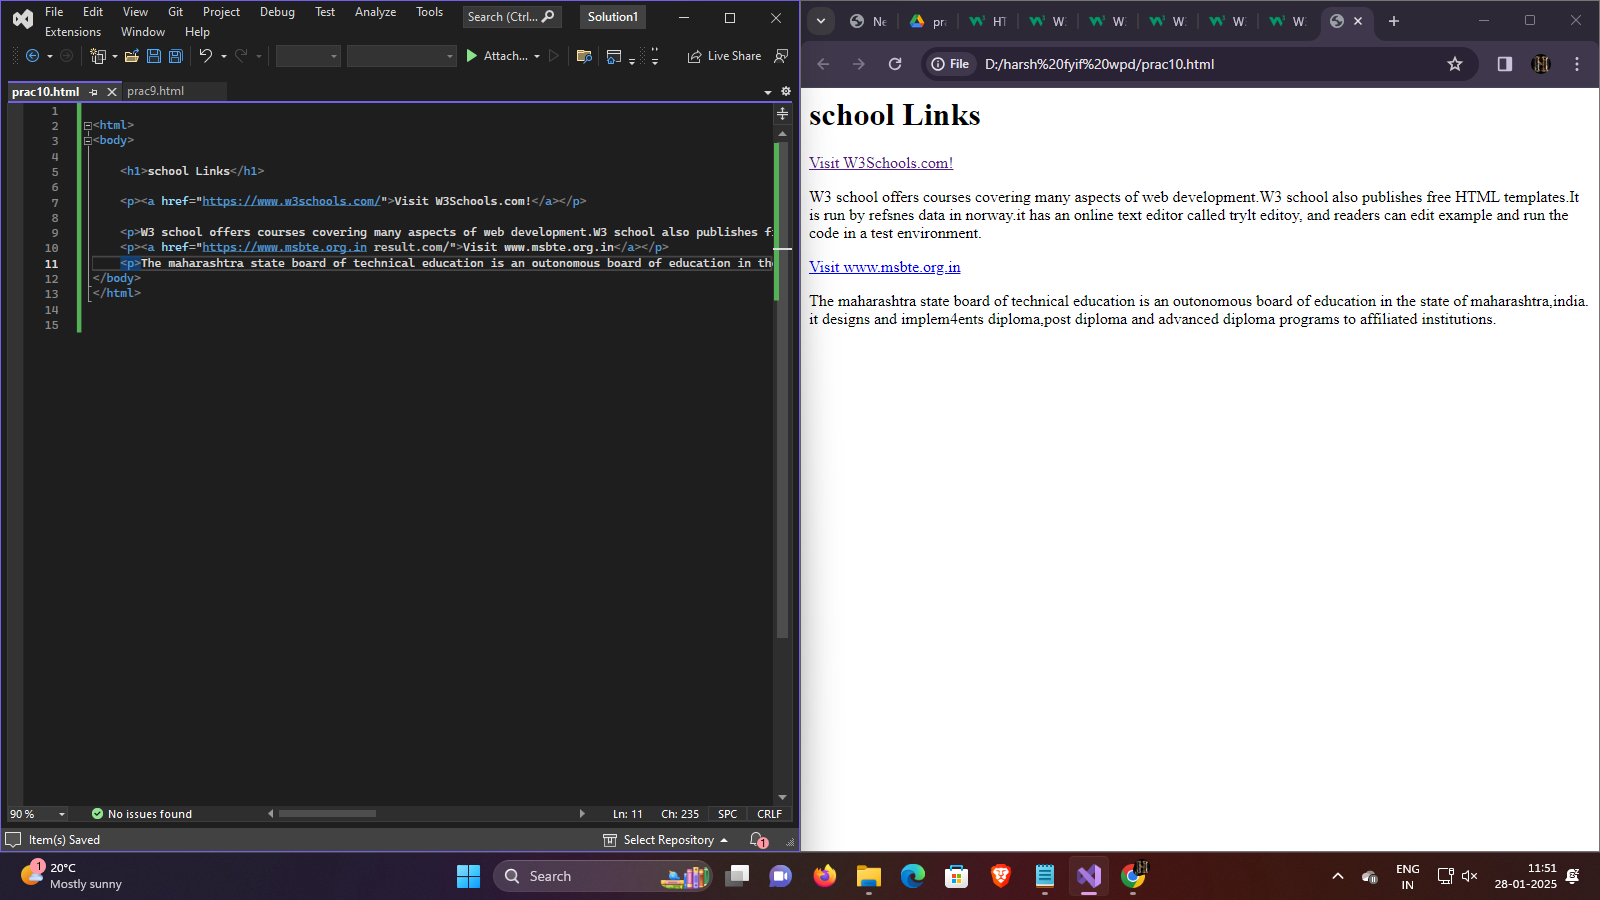 File Edit View Git Project Debug Test Analyze Tools Search (Ctrl... Solution1
Extensions Window Help
Attach... Live Share
prac10.html prac9.html
1
2 <html>
3 <body>
4
5 <h1>school Links</h1>
6
7 <p><a href="https://www.w3schools.com/">Visit W3Schools.com!</a></p>
8
9 <p>W3 school offers courses covering many aspects of web development.W3 school also publishes f
10 <p><a href="https://www.msbte.org.in result.com/">Visit www.msbte.org.in</a></p>
11 <p>The maharashtra state board of technical education is an outonomous board of education in th
12 </body>
13 </html>
14
15
90 % No issues found Ln: 11 Ch: 235 SPC CRLF
Item(s) Saved Select Repository 1
Ne pr HT W: W: W: W: W:
File D:/harsh%20fyif%20wpd/prac10.html
school Links
Visit W3Schools.com!
W3 school offers courses covering many aspects of web development.W3 school also publishes free HTML templates.It
is run by refsnes data in norway.it has an online text editor called trylt editoy, and readers can edit example and run the
code in a test environment.
Visit www.msbte.org.in
The maharashtra state board of technical education is an outonomous board of education in the state of maharashtra,india.
it designs and implem4ents diploma,post diploma and advanced diploma programs to affiliated institutions.
1 20°C
Mostly sunny
Search
ENG
IN
11:51
28-01-2025